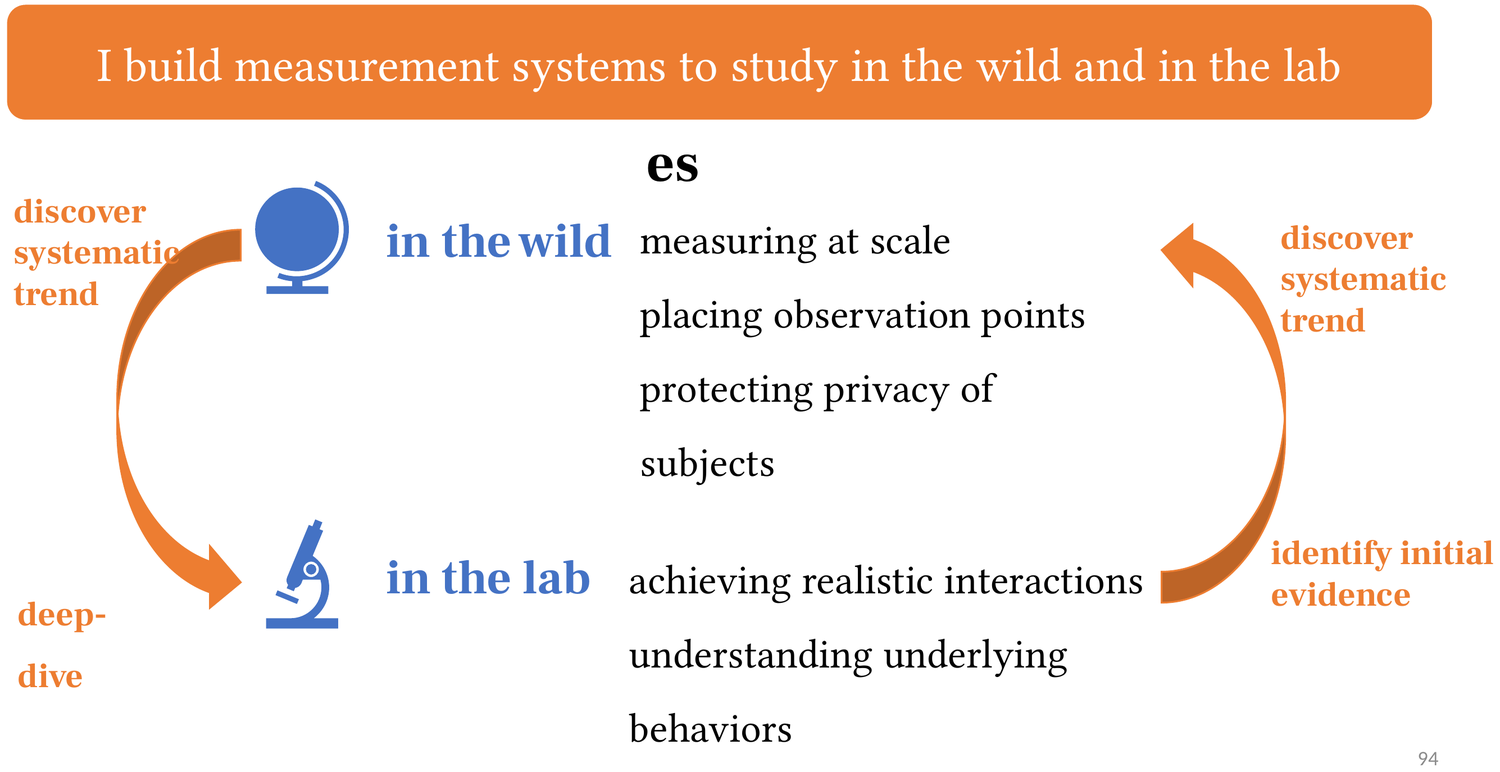 I build measurement systems to study in the wild and in the lab
es
discover
systematic
trend
in the wild
measuring at scale
placing observation points
protecting privacy of
subjects
discover
systematic
trend
in the lab
achieving realistic interactions
understanding underlying
behaviors
identify initial
evidence
deep-
dive
94